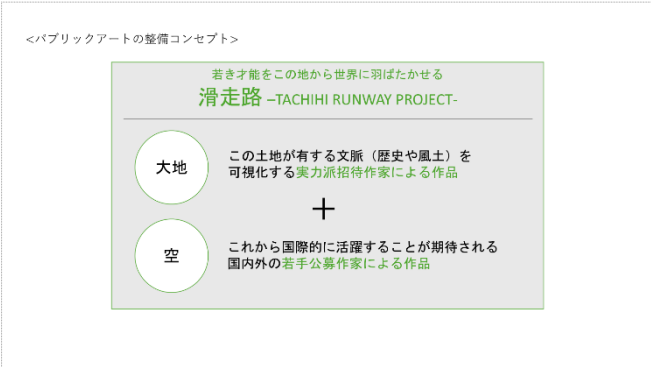 <パブリックアートの整備コンセプト>
若き才能をこの地から世界に羽ばたかせる
滑走路 –TACHIHI RUNWAY PROJECT-
大地
この土地が有する文脈（歴史や風土）を
可視化する実力派招待作家による作品
＋
空
これから国際的に活躍することが期待される
国内外の若手公募作家による作品